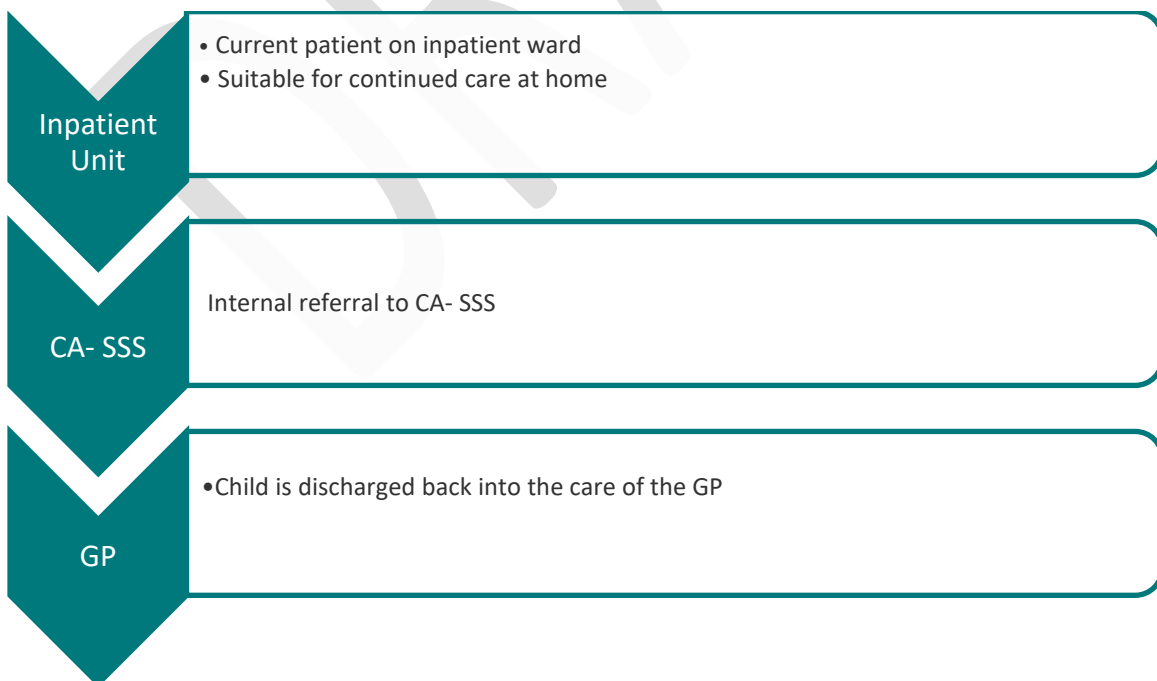 • Current patient on inpatient ward
• Suitable for continued care at home
Inpatient
Unit
Internal referral to CA- SSS
CA- SSS
•Child is discharged back into the care of the GP
GP